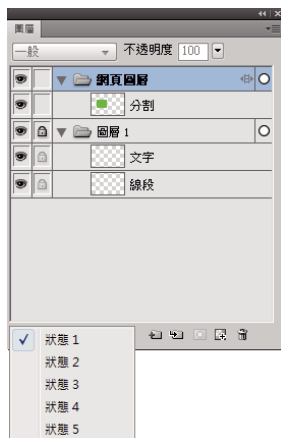 圖層
一般
不透明度 100
網頁圖層
分割
圖層 1
文字
線段
狀態 1
狀態 2
狀態 3
狀態 4
狀態 5